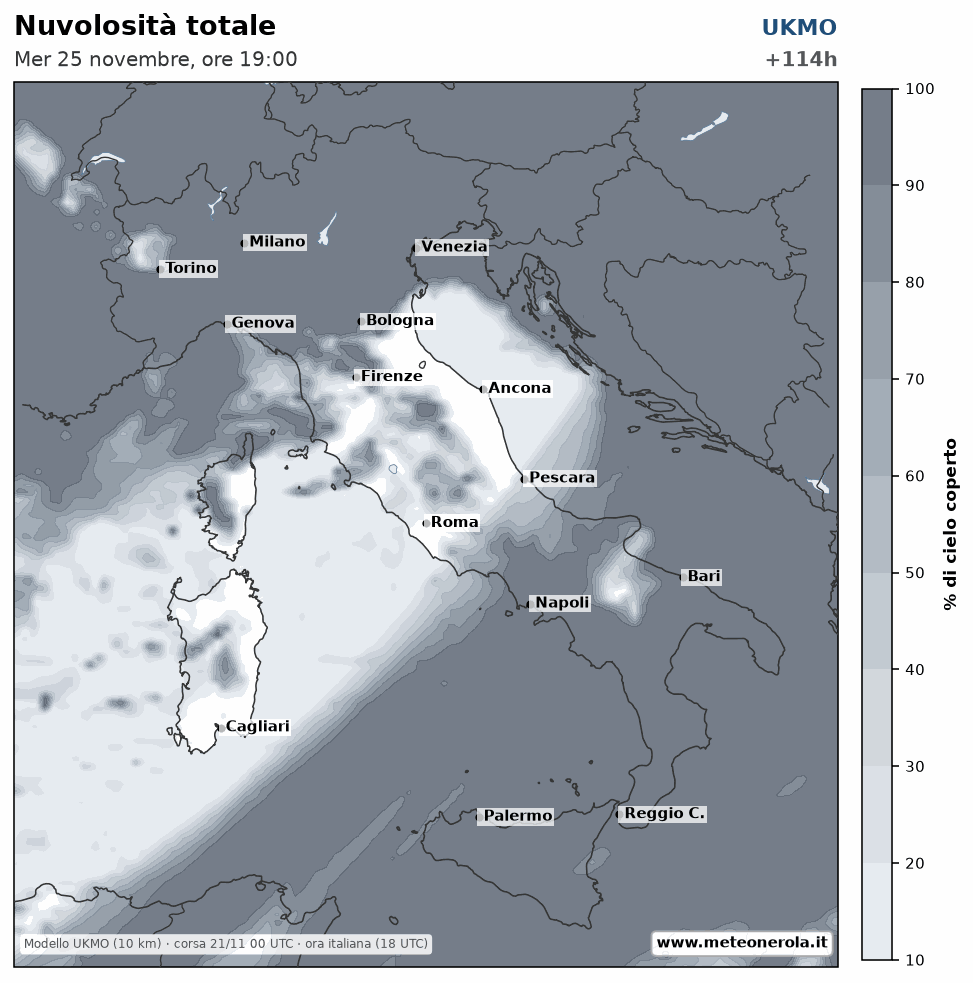 Nuvolosità totale
UKMO
Mer 25 novembre, ore 19:00
+114h
100
90
80
70
60
50
40
30
20
10
% di cielo coperto
Milano
Venezia
Torino
Genova
Bologna
Firenze
Ancona
Pescara
Roma
Bari
Napoli
Cagliari
Palermo
Reggio C.
Modello UKMO (10 km) · corsa 21/11 00 UTC · ora italiana (18 UTC)
www.meteonerola.it